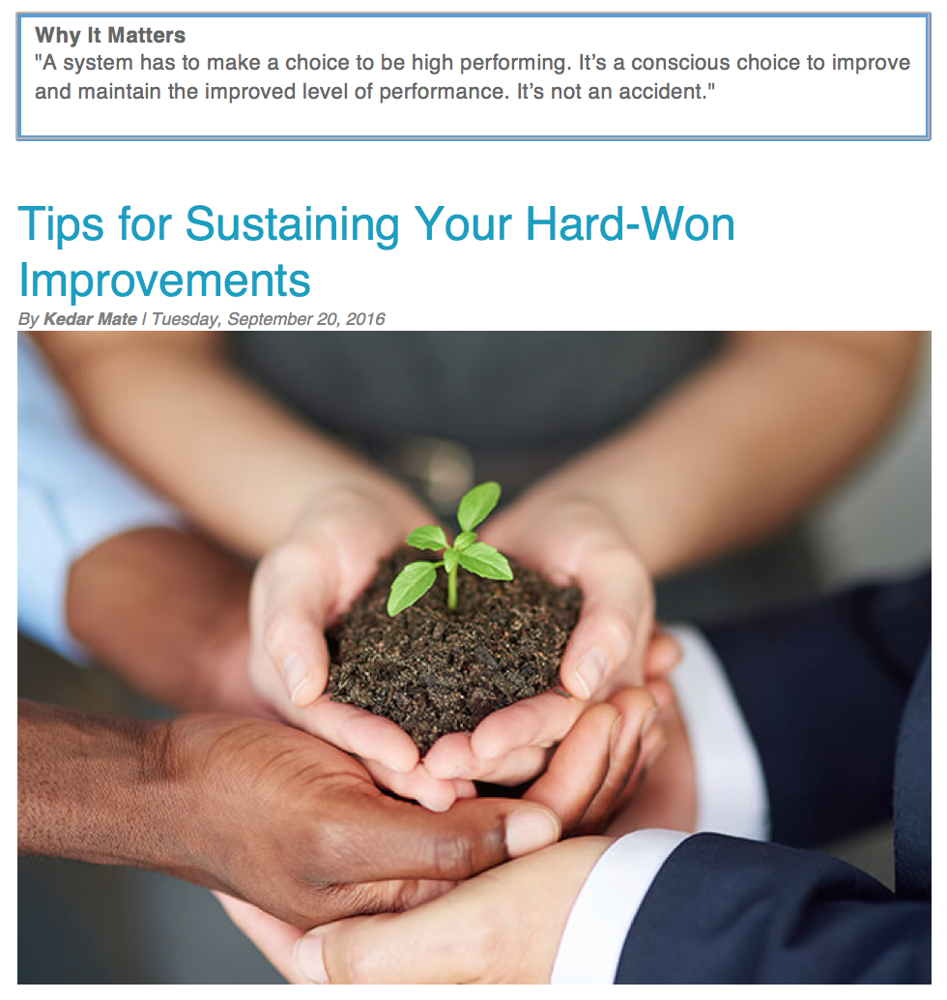 Why It Matters
"A system has to make a choice to be high performing. It’s a conscious choice to improve
and maintain the improved level of performance. It’s not an accident."
Tips for Sustaining Your Hard-Won
Improvements
By Kedar Mate | Tuesday, September 20, 2016